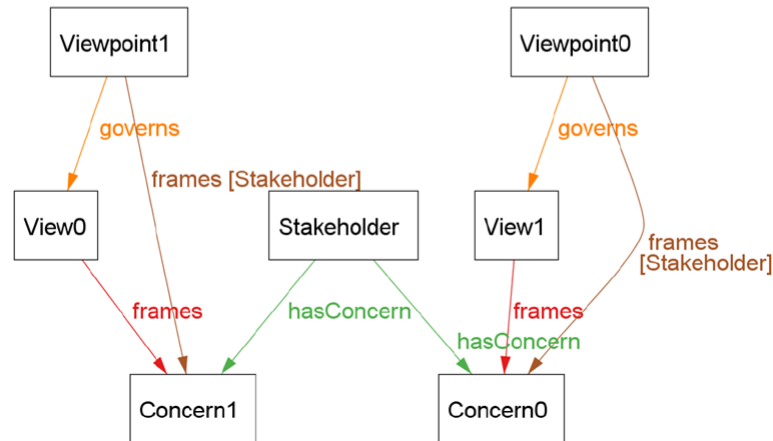 Viewpoint1
Viewpoint0
governs
governs
frames [Stakeholder]
View0
Stakeholder
View1
frames
[Stakeholder]
frames
hasConcern
frames
hasConcern
Concern1
Concern0